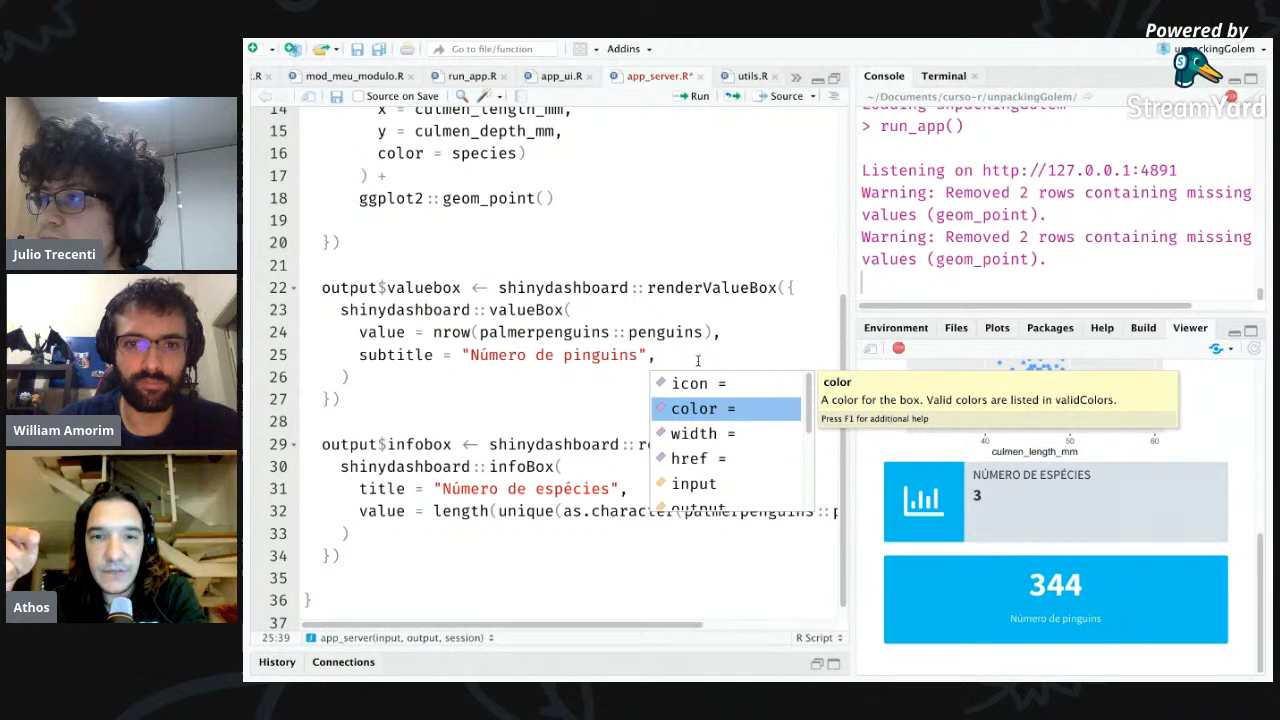 Powered by
StreamYard
Julio Trecenti
William Amorim
Athos
Go to file/function
Addins
unpackingGolem
.R
mod_meu_modulo.R
run_app.R
app_ui.R
app_server.R*
utils.R
Source on Save
Run
Source
14 x = culmen_length_mm,
15 y = culmen_depth_mm,
16 color = species)
17 ) +
18 ggplot2::geom_point()
19
20 })
21
22 output$valuebox <- shinydashboard::renderValueBox({
23 shinydashboard::valueBox(
24 value = nrow(palmerpenguins::penguins),
25 subtitle = "Número de pinguins",
26 )
27 })
28
29 output$infobox <- shinydashboard::re
30 shinydashboard::infoBox(
31 title = "Número de espécies",
32 value = length(unique(as.character(palmerpenguins::p
33 )
34 })
35
36 }
37
icon =
color =
width =
href =
input
output
color
A color for the box. Valid colors are listed in validColors.
Press F1 for additional help
25:39
app_server(input, output, session)
R Script
History
Connections
Console
Terminal
~/Documents/curso-r/unpackingGolem/
Loading unpackingGolem
> run_app()
Listening on http://127.0.0.1:4891
Warning: Removed 2 rows containing missing
values (geom_point).
Warning: Removed 2 rows containing missing
values (geom_point).
Environment
Files
Plots
Packages
Help
Build
Viewer
40 50 60
culmen_length_mm
NÚMERO DE ESPÉCIES
3
344
Número de pinguins